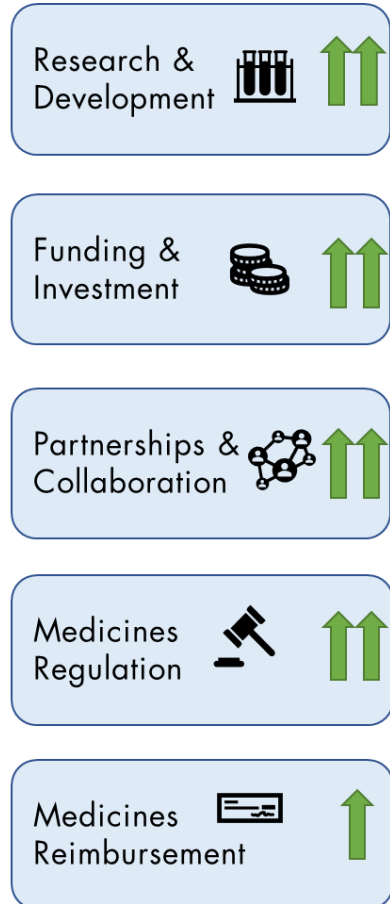 Research &
Development
Funding &
Investment
Partnerships &
Collaboration
Medicines
Regulation
Medicines
Reimbursement